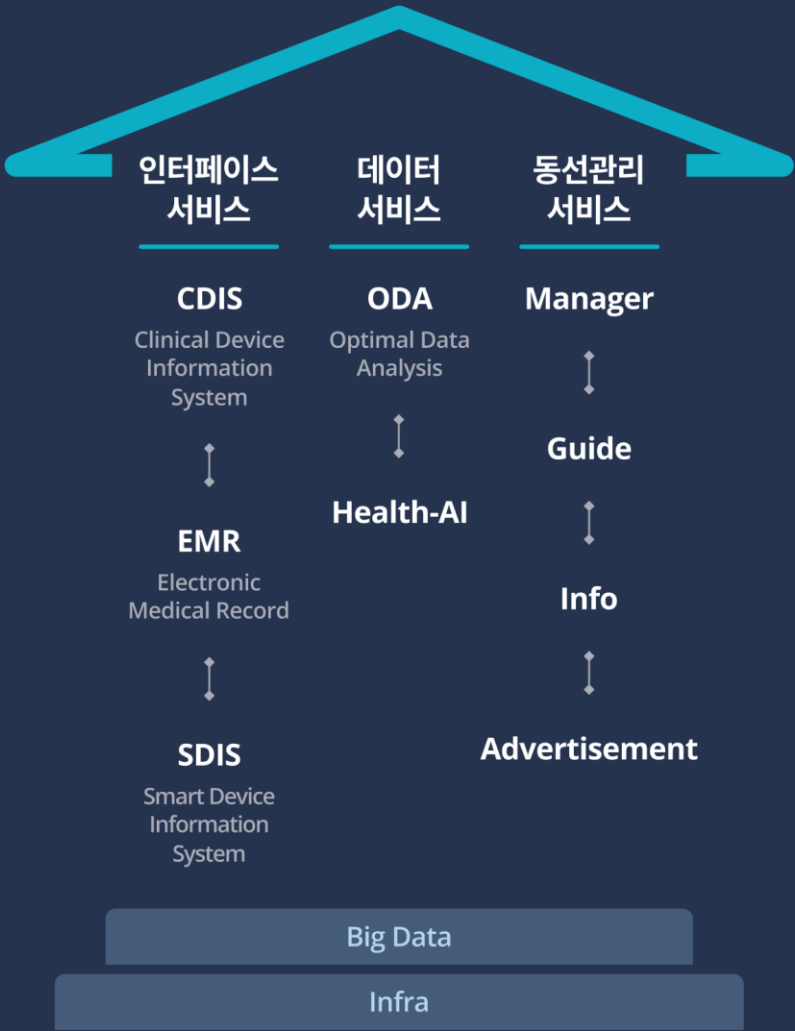 인터페이스
서비스
CDIS
Clinical Device
Information
System
EMR
Electronic
Medical Record
SDIS
Smart Device
Information
System
데이터
서비스
ODA
Optimal Data
Analysis
Health-AI
동선관리
서비스
Manager
Guide
Info
Advertisement
Big Data
Infra